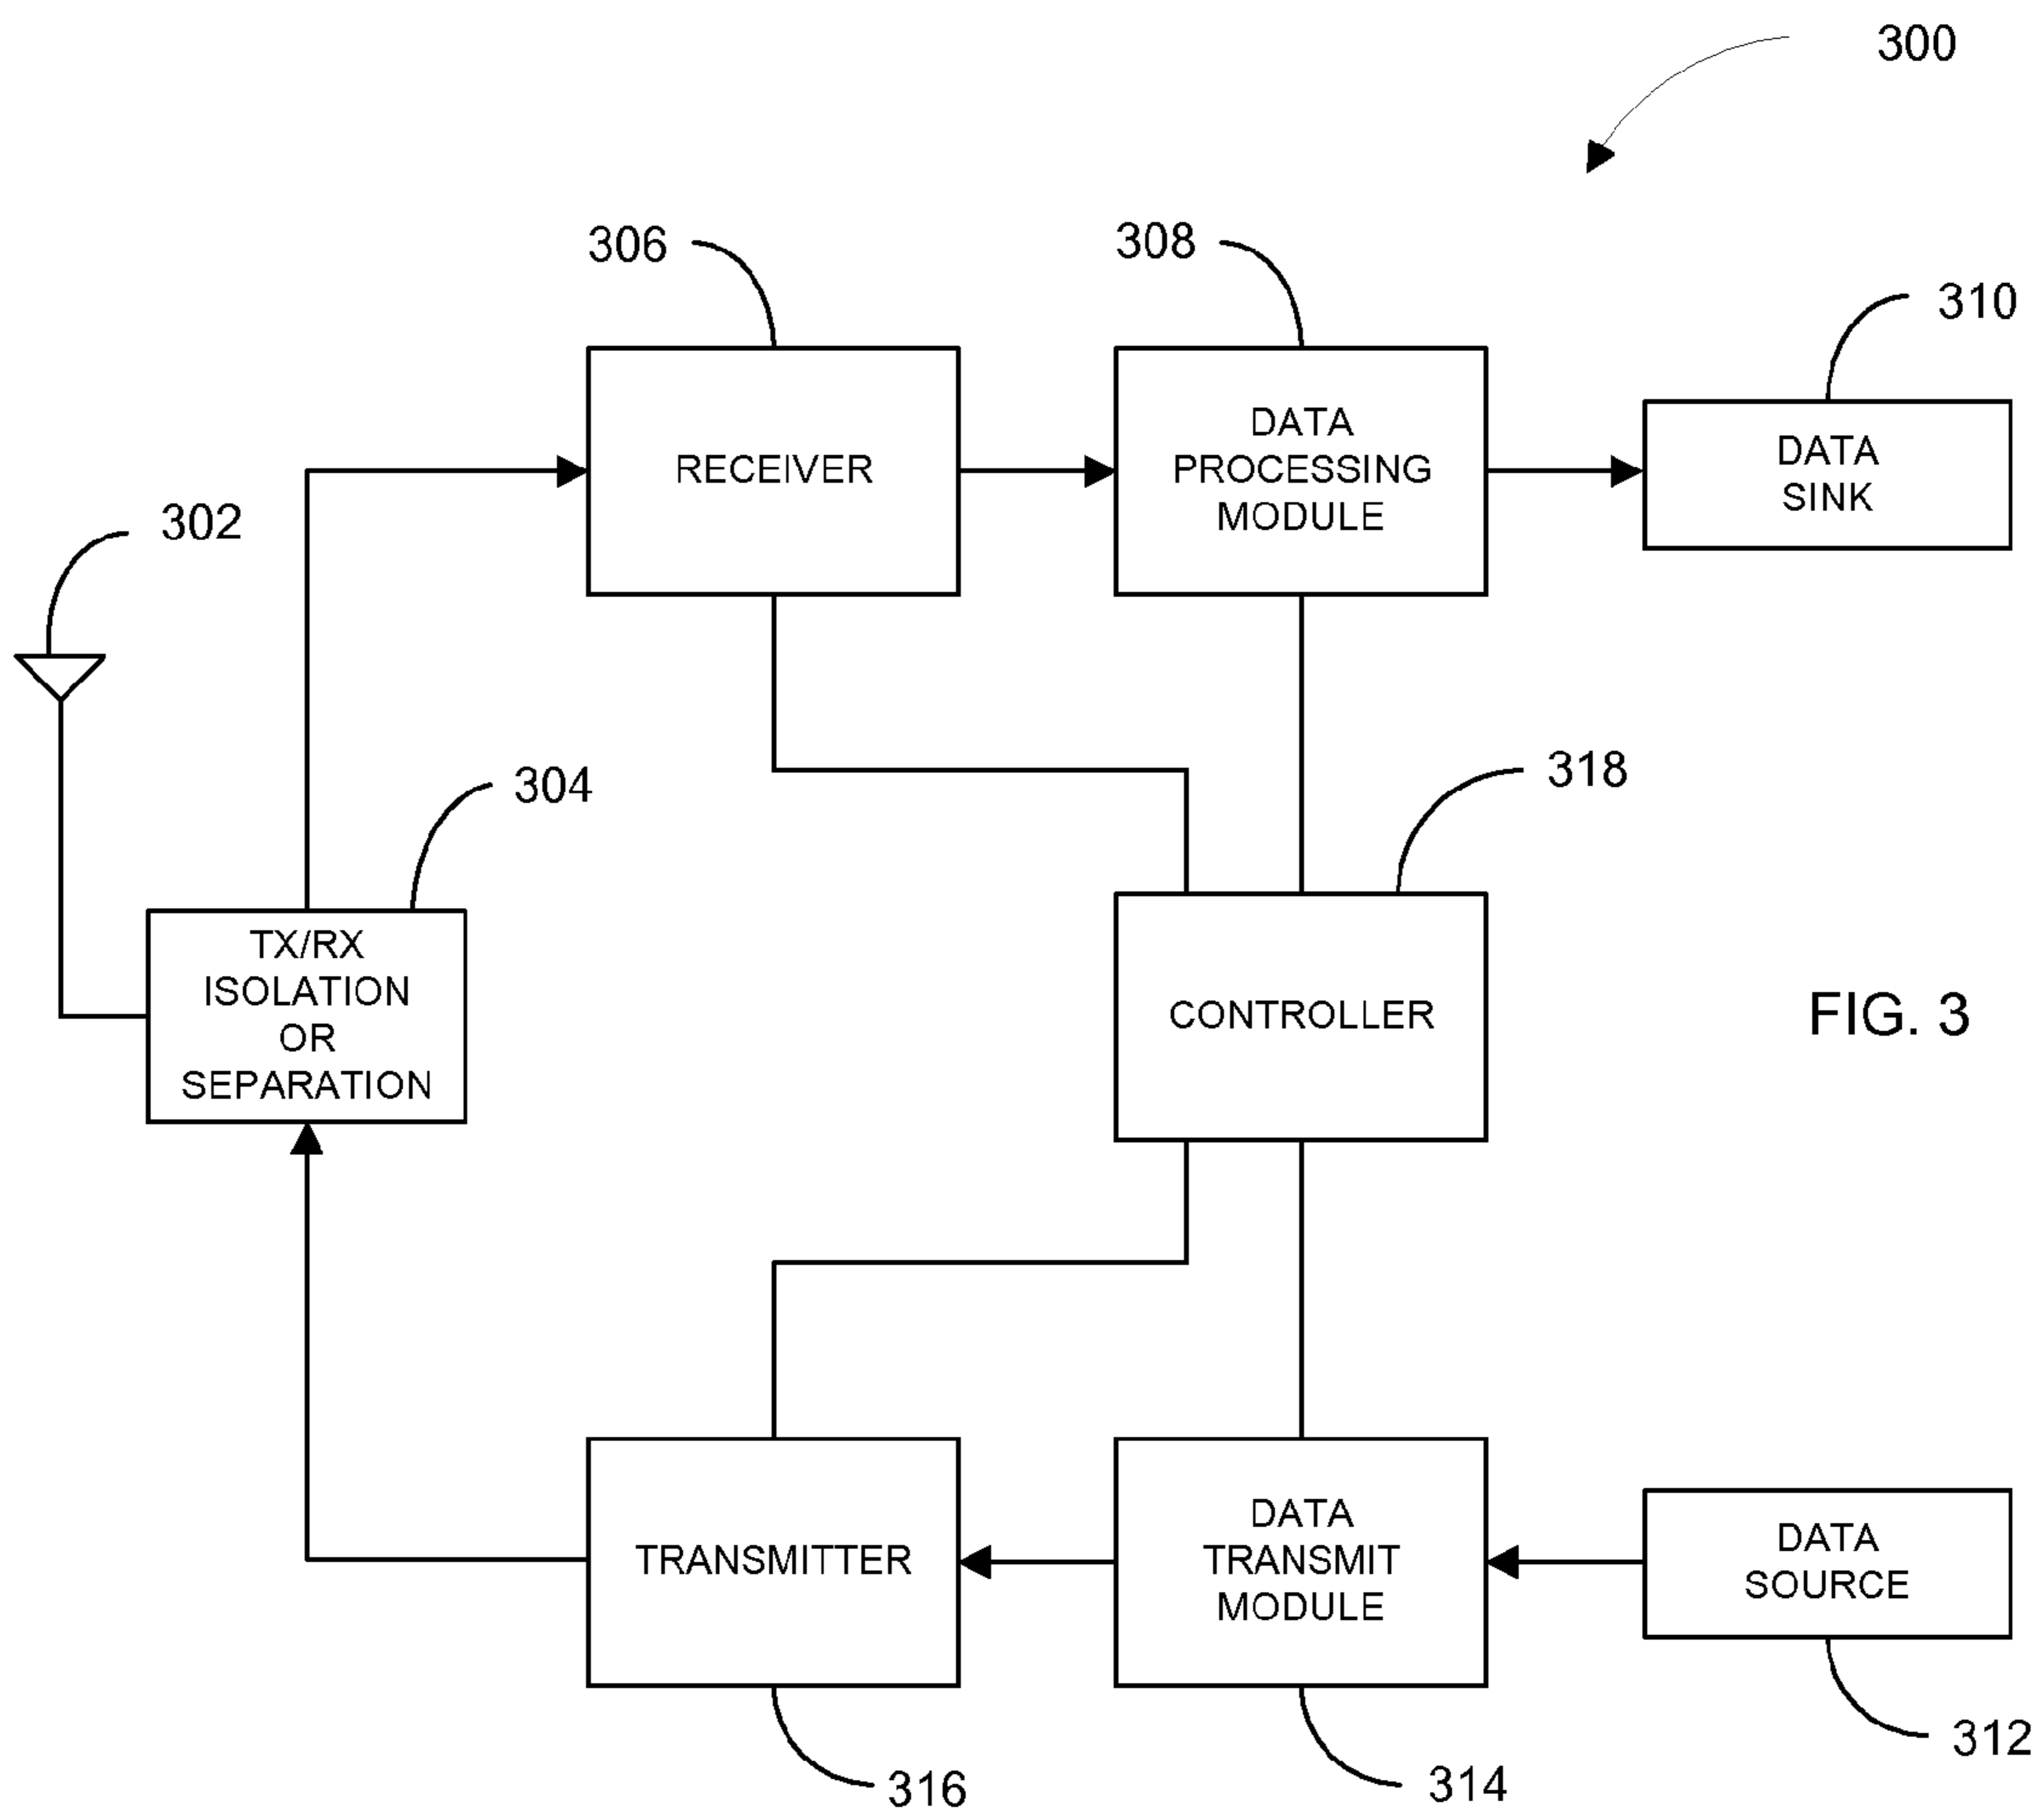 300
306
308
310
RECEIVER
DATA
PROCESSING
MODULE
DATA
SINK
302
304
318
TX/RX
ISOLATION
OR
SEPARATION
CONTROLLER
FIG. 3
TRANSMITTER
DATA
TRANSMIT
MODULE
DATA
SOURCE
316
314
312